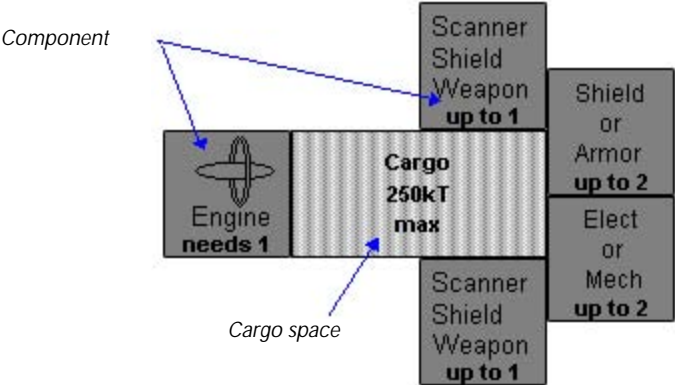 Component
Scanner
Shield
Weapon
up to 1
Shield
or
Armor
up to 2
Engine
needs 1
Cargo
250kT
max
Elect
or
Mech
up to 2
Cargo space
Scanner
Shield
Weapon
up to 1